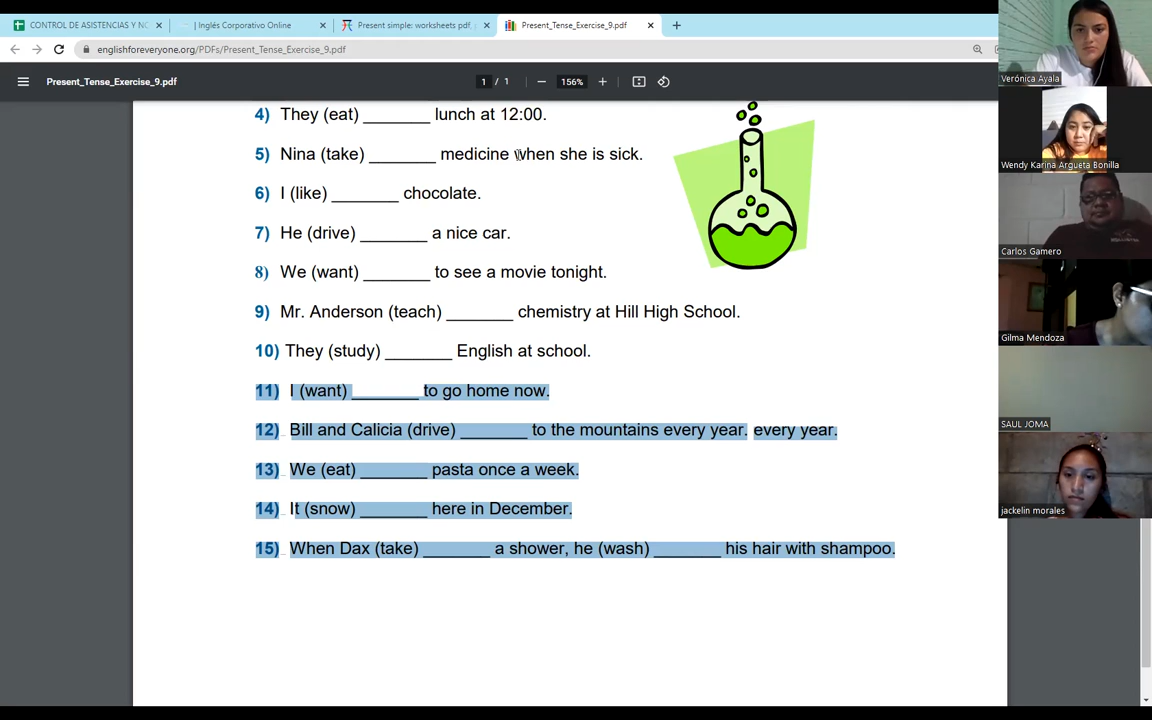 CONTROL DE ASISTENCIAS Y NO
| Inglés Corporativo Online
Present simple: worksheets pdf,
Present_Tense_Exercise_9.pdf
englishforeveryone.org/PDFs/Present_Tense_Exercise_9.pdf
Present_Tense_Exercise_9.pdf
1 / 1
156%
4) They (eat) _______ lunch at 12:00.
5) Nina (take) _______ medicine when she is sick.
6) I (like) _______ chocolate.
7) He (drive) _______ a nice car.
8) We (want) _______ to see a movie tonight.
9) Mr. Anderson (teach) _______ chemistry at Hill High School.
10) They (study) _______ English at school.
11) I (want) _______ to go home now.
12) Bill and Calicia (drive) _______ to the mountains every year. every year.
13) We (eat) _______ pasta once a week.
14) It (snow) _______ here in December.
15) When Dax (take) _______ a shower, he (wash) _______ his hair with shampoo.
Verónica Ayala
Wendy Karina Argueta Bonilla
Carlos Gamero
Gilma Mendoza
SAUL JOMA
jackelin morales